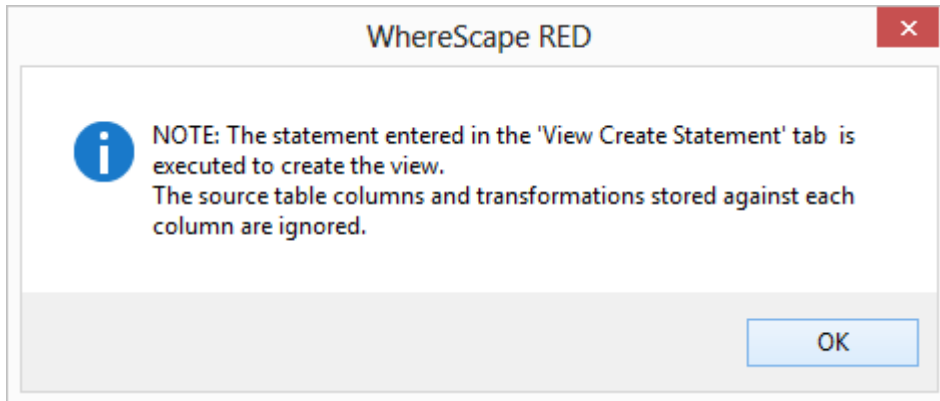 WhereScape RED
NOTE: The statement entered in the 'View Create Statement' tab  is
executed to create the view.
The source table columns and transformations stored against each
column are ignored.
OK